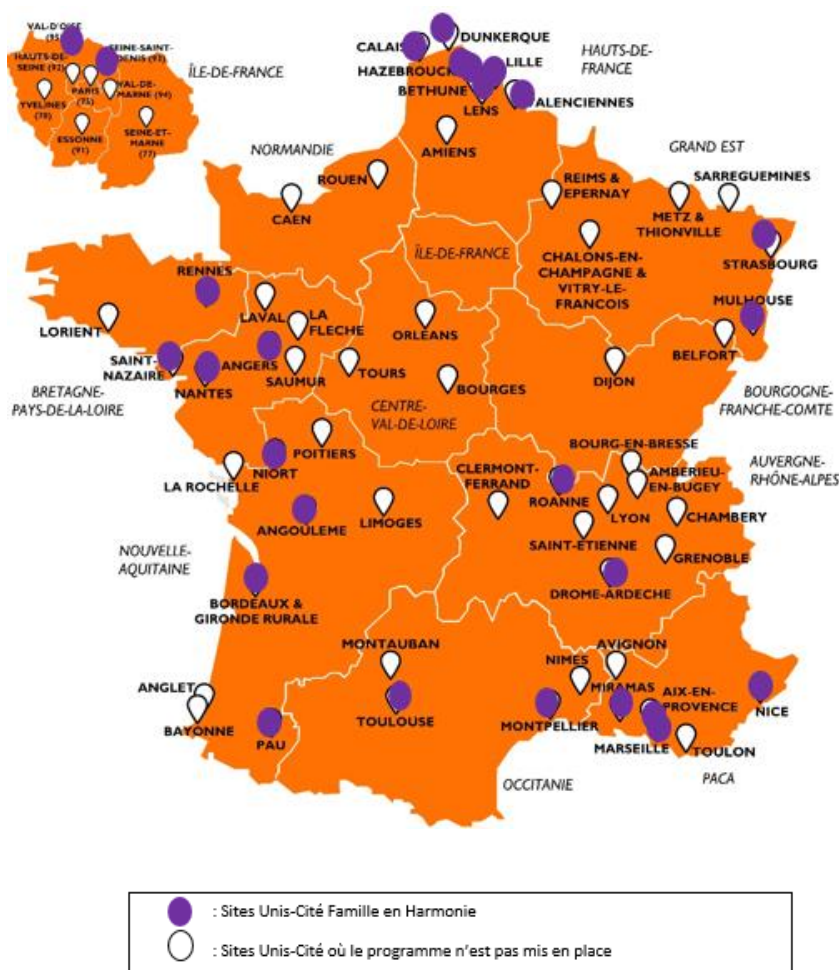 VAL-D'OISE
(95)
SEINE-SAINT-
DENIS (93)
HAUTS-DE-
SEINE (92)
PARIS
(75)
VAL-DE-
MARNE (94)
YVELINES
(78)
ESSONNE
(91)
SEINE-ET-
MARNE
(77)
ÎLE-DE-FRANCE
CALAIS
DUNKERQUE
HAZEBROUCK
LILLE
BETHUNE
LENS
ALENCIENNES
HAUTS-DE-
FRANCE
AMIENS
NORMANDIE
ROUEN
CAEN
GRAND EST
REIMS &
EPERNAY
SARREGUEMINES
METZ &
THIONVILLE
CHALONS-EN-
CHAMPAGNE &
VITRY-LE-
FRANCOIS
STRASBOURG
MULHOUSE
ÎLE-DE-FRANCE
RENNES
LORIENT
LAVAL
LA
FLECHE
ORLÉANS
BELFORT
SAINT-
NAZAIRE
ANGERS
NANTES
SAUMUR
TOURS
BOURGES
DIJON
BRETAGNE-
PAYS-DE-LA-LOIRE
CENTRE-
VAL-DE-LOIRE
BOURGOGNE-
FRANCHE-COMTE
NIORT
POITIERS
LA ROCHELLE
CLERMONT-
FERRAND
BOURG-EN-BRESSE
AMBERIEU-
EN-BUGEY
AUVERGNE-
RHÔNE-ALPES
ROANNE
LYON
CHAMBERY
ANGOULEME
LIMOGES
SAINT-ETIENNE
GRENOBLE
NOUVELLE-
AQUITAINE
DROME-ARDECHE
BORDEAUX &
GIRONDE RURALE
MONTAUBAN
AVIGNON
NIMES
ANGLET
MIRAMAS
AIX-EN-
PROVENCE
NICE
BAYONNE
PAU
TOULOUSE
MONTPELLIER
MARSEILLE
TOULON
OCCITANIE
PACA
: Sites Unis-Cité Famille en Harmonie
: Sites Unis-Cité où le programme n'est pas mis en place